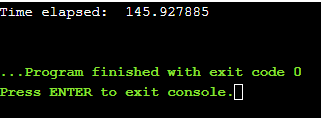 Time elapsed:  145.927885
...Program finished with exit code 0
Press ENTER to exit console.